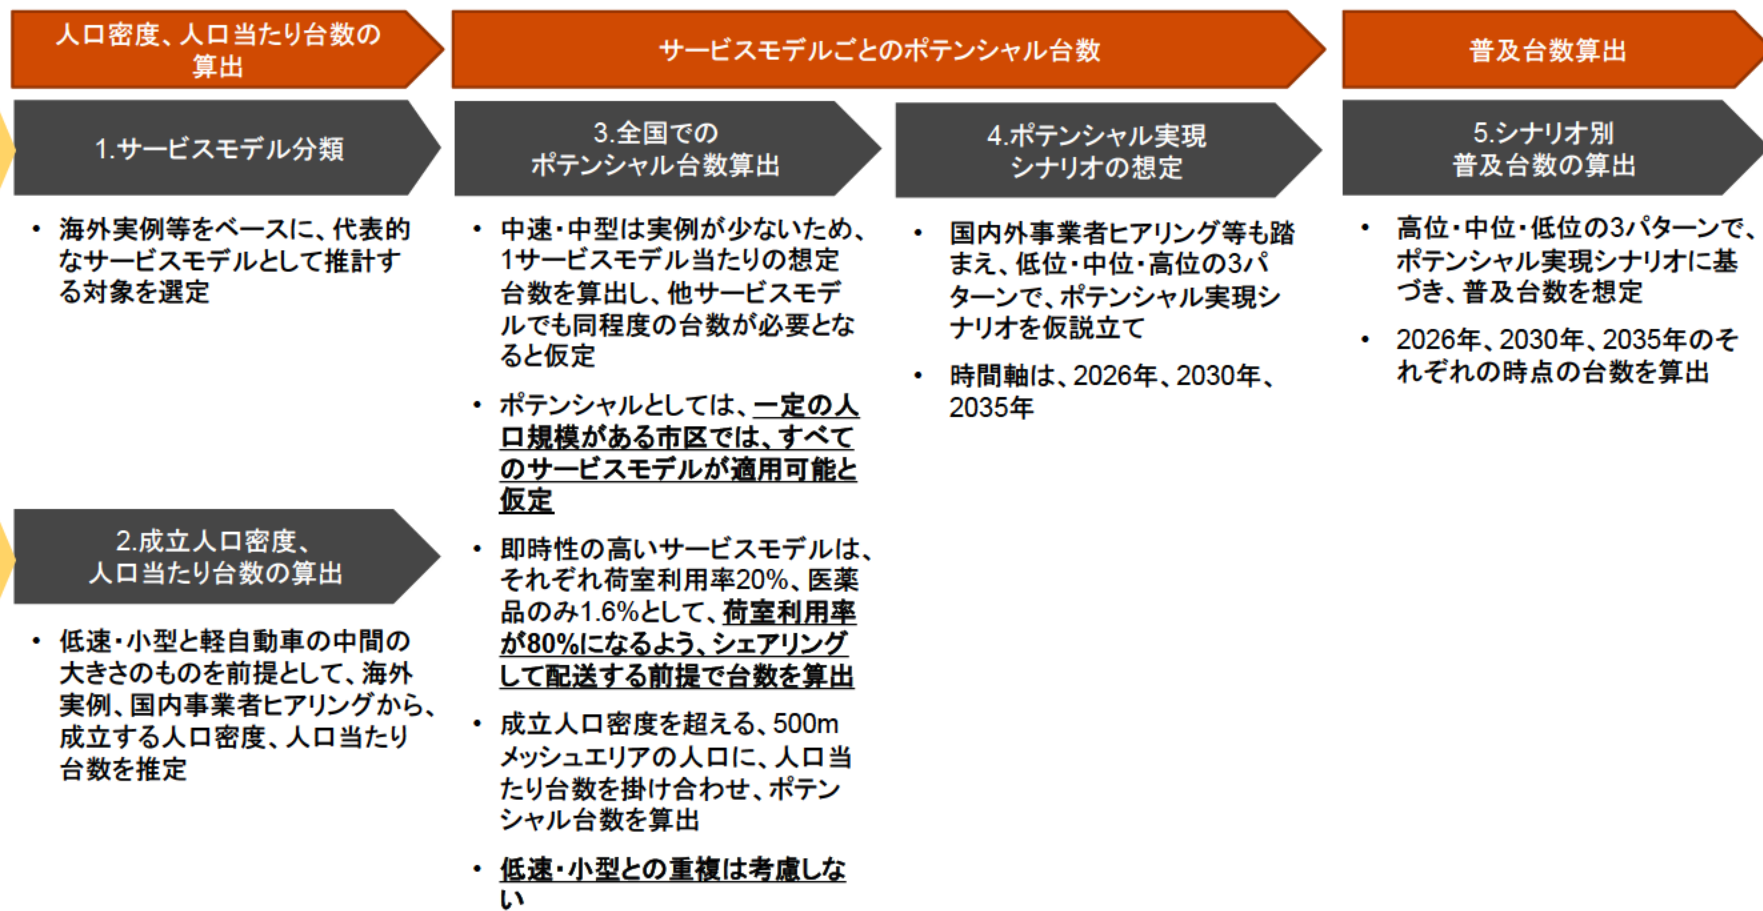 人口密度、人口当たり台数の
算出
サービスモデルごとのポテンシャル台数
普及台数算出
1.サービスモデル分類
• 海外実例等をベースに、代表的
なサービスモデルとして推計す
る対象を選定
2.成立人口密度、
人口当たり台数の算出
• 低速・小型と軽自動車の中間の
大きさのものを前提として、海外
実例、国内事業者ヒアリングから、
成立する人口密度、人口当たり
台数を推定
3.全国での
ポテンシャル台数算出
• 中速・中型は実例が少ないため、
1サービスモデル当たりの想定
台数を算出し、他サービスモデ
ルでも同程度の台数が必要とな
ると仮定
• ポテンシャルとしては、一定の人
口規模がある市区では、すべて
のサービスモデルが適用可能と
仮定
• 即時性の高いサービスモデルは、
それぞれ荷室利用率20%、医薬
品のみ1.6%として、荷室利用率
が80%になるよう、シェアリング
して配送する前提で台数を算出
• 成立人口密度を超える、500m
メッシュエリアの人口に、人口当
たり台数を掛け合わせ、ポテン
シャル台数を算出
• 低速・小型との重複は考慮しな
い
4.ポテンシャル実現
シナリオの想定
• 国内外事業者ヒアリング等も踏
まえ、低位・中位・高位の3パ
ターンで、ポテンシャル実現シ
ナリオを仮説立て
• 時間軸は、2026年、2030年、
2035年
5.シナリオ別
普及台数の算出
• 高位・中位・低位の3パターンで、
ポテンシャル実現シナリオに基
づき、普及台数を想定
• 2026年、2030年、2035年のそ
れぞれの時点の台数を算出